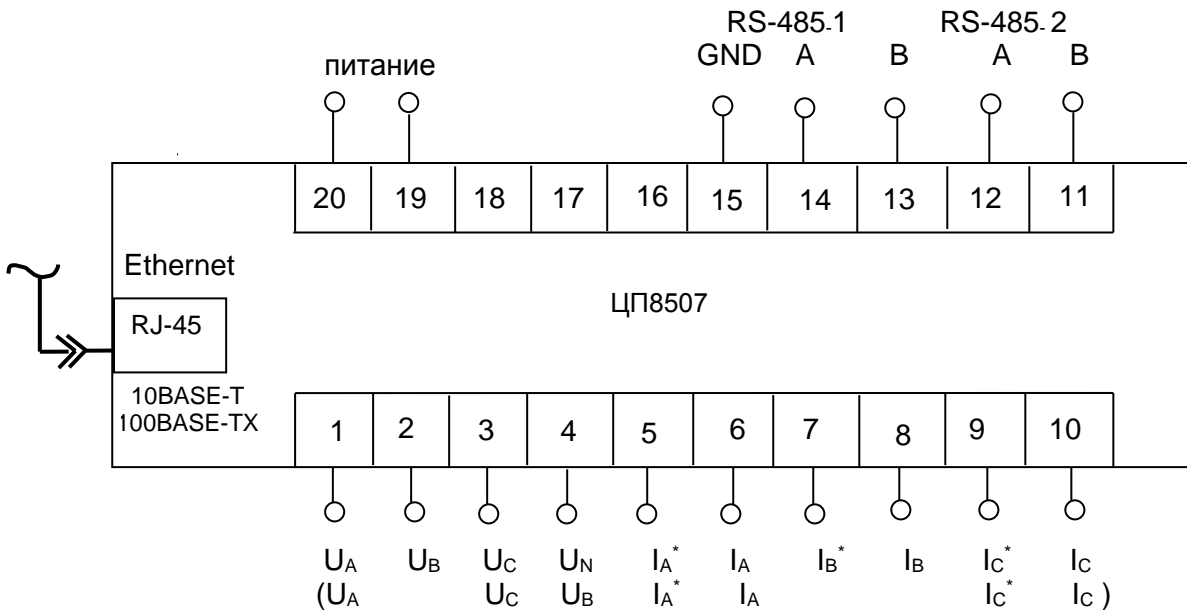 RS-485-1 RS-485-2
GND A B A B
питание
20 19 18 17 16 15 14 13 12 11
Ethernet
ЦП8507
RJ-45
10BASE-T
100BASE-TX
1 2 3 4 5 6 7 8 9 10
UA UB UC UN IA* IA IB* IB IC* IC
(UA UC UB IA* IA IC* IC )